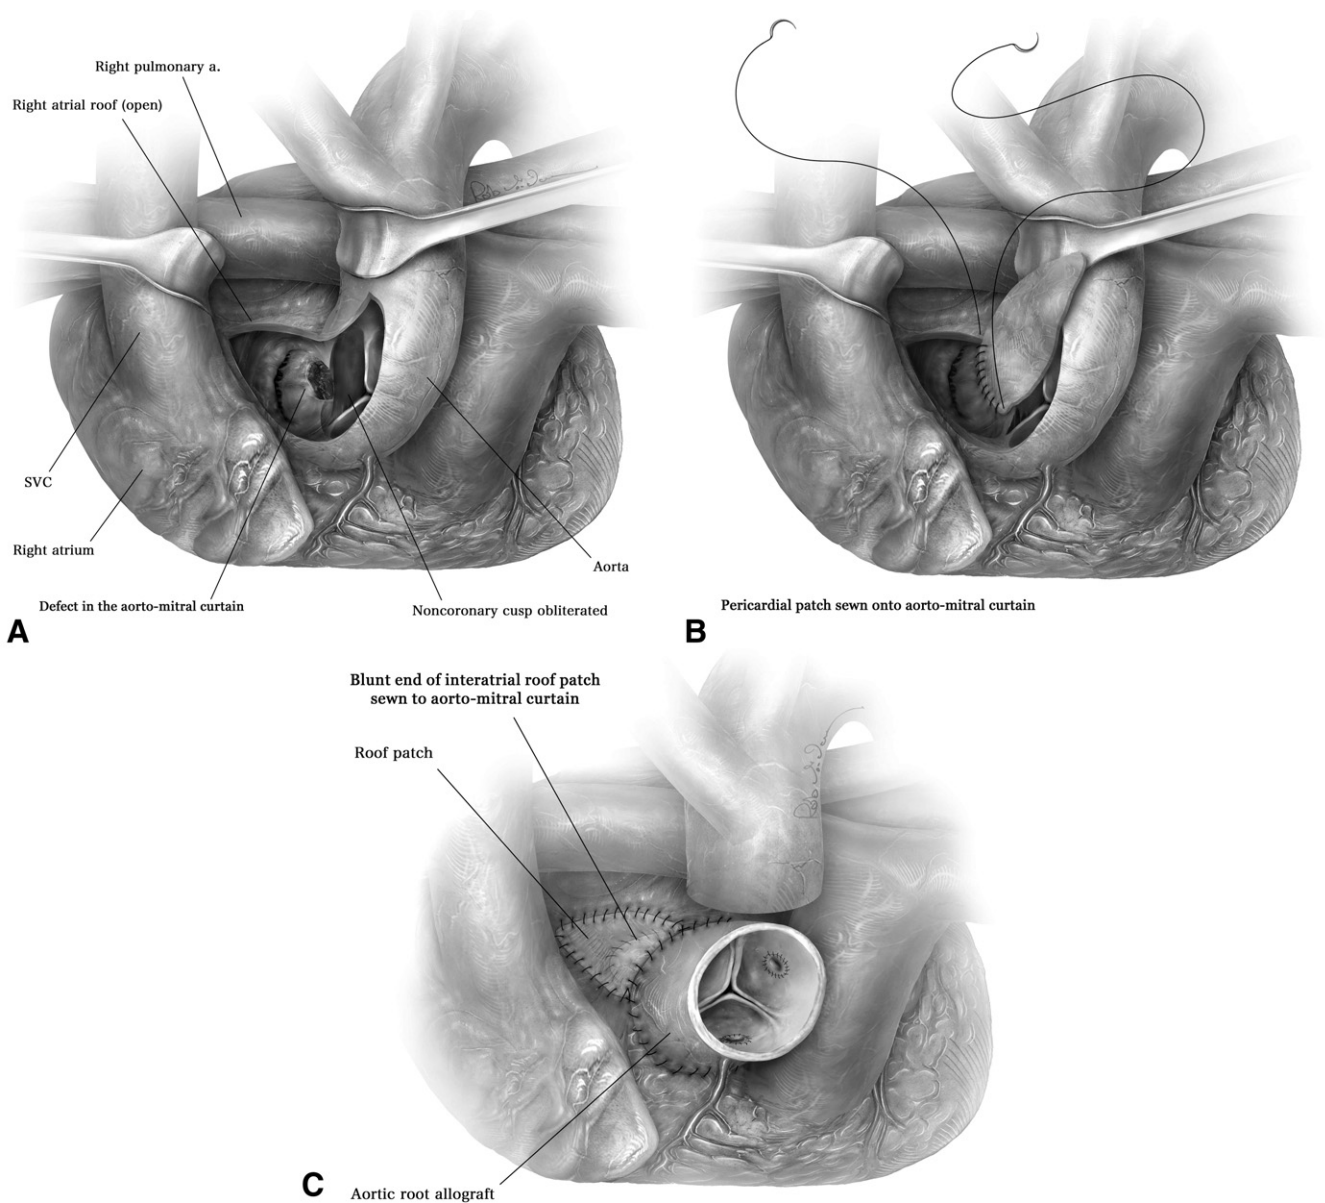 Right pulmonary a.
Right atrial roof (open)
SVC
Right atrium
Defect in the aorto-mitral curtain
Aorta
Noncoronary cusp obliterated
A
Pericardial patch sewn onto aorto-mitral curtain
B
Blunt end of interatrial roof patch
sewn to aorto-mitral curtain
Roof patch
Aortic root allograft
C